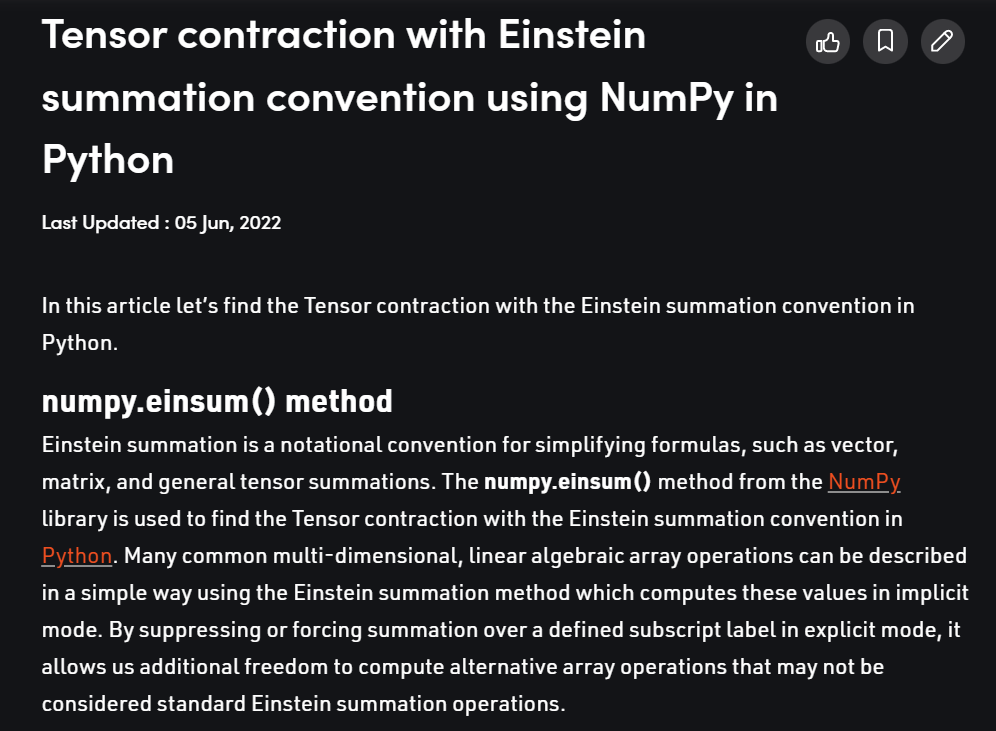 Tensor contraction with Einstein
summation convention using NumPy in
Python
Last Updated : 05 Jun, 2022
In this article let’s find the Tensor contraction with the Einstein summation convention in
Python.
numpy.einsum() method
Einstein summation is a notational convention for simplifying formulas, such as vector,
matrix, and general tensor summations. The numpy.einsum() method from the NumPy
library is used to find the Tensor contraction with the Einstein summation convention in
Python. Many common multi-dimensional, linear algebraic array operations can be described
in a simple way using the Einstein summation method which computes these values in implicit
mode. By suppressing or forcing summation over a defined subscript label in explicit mode, it
allows us additional freedom to compute alternative array operations that may not be
considered standard Einstein summation operations.